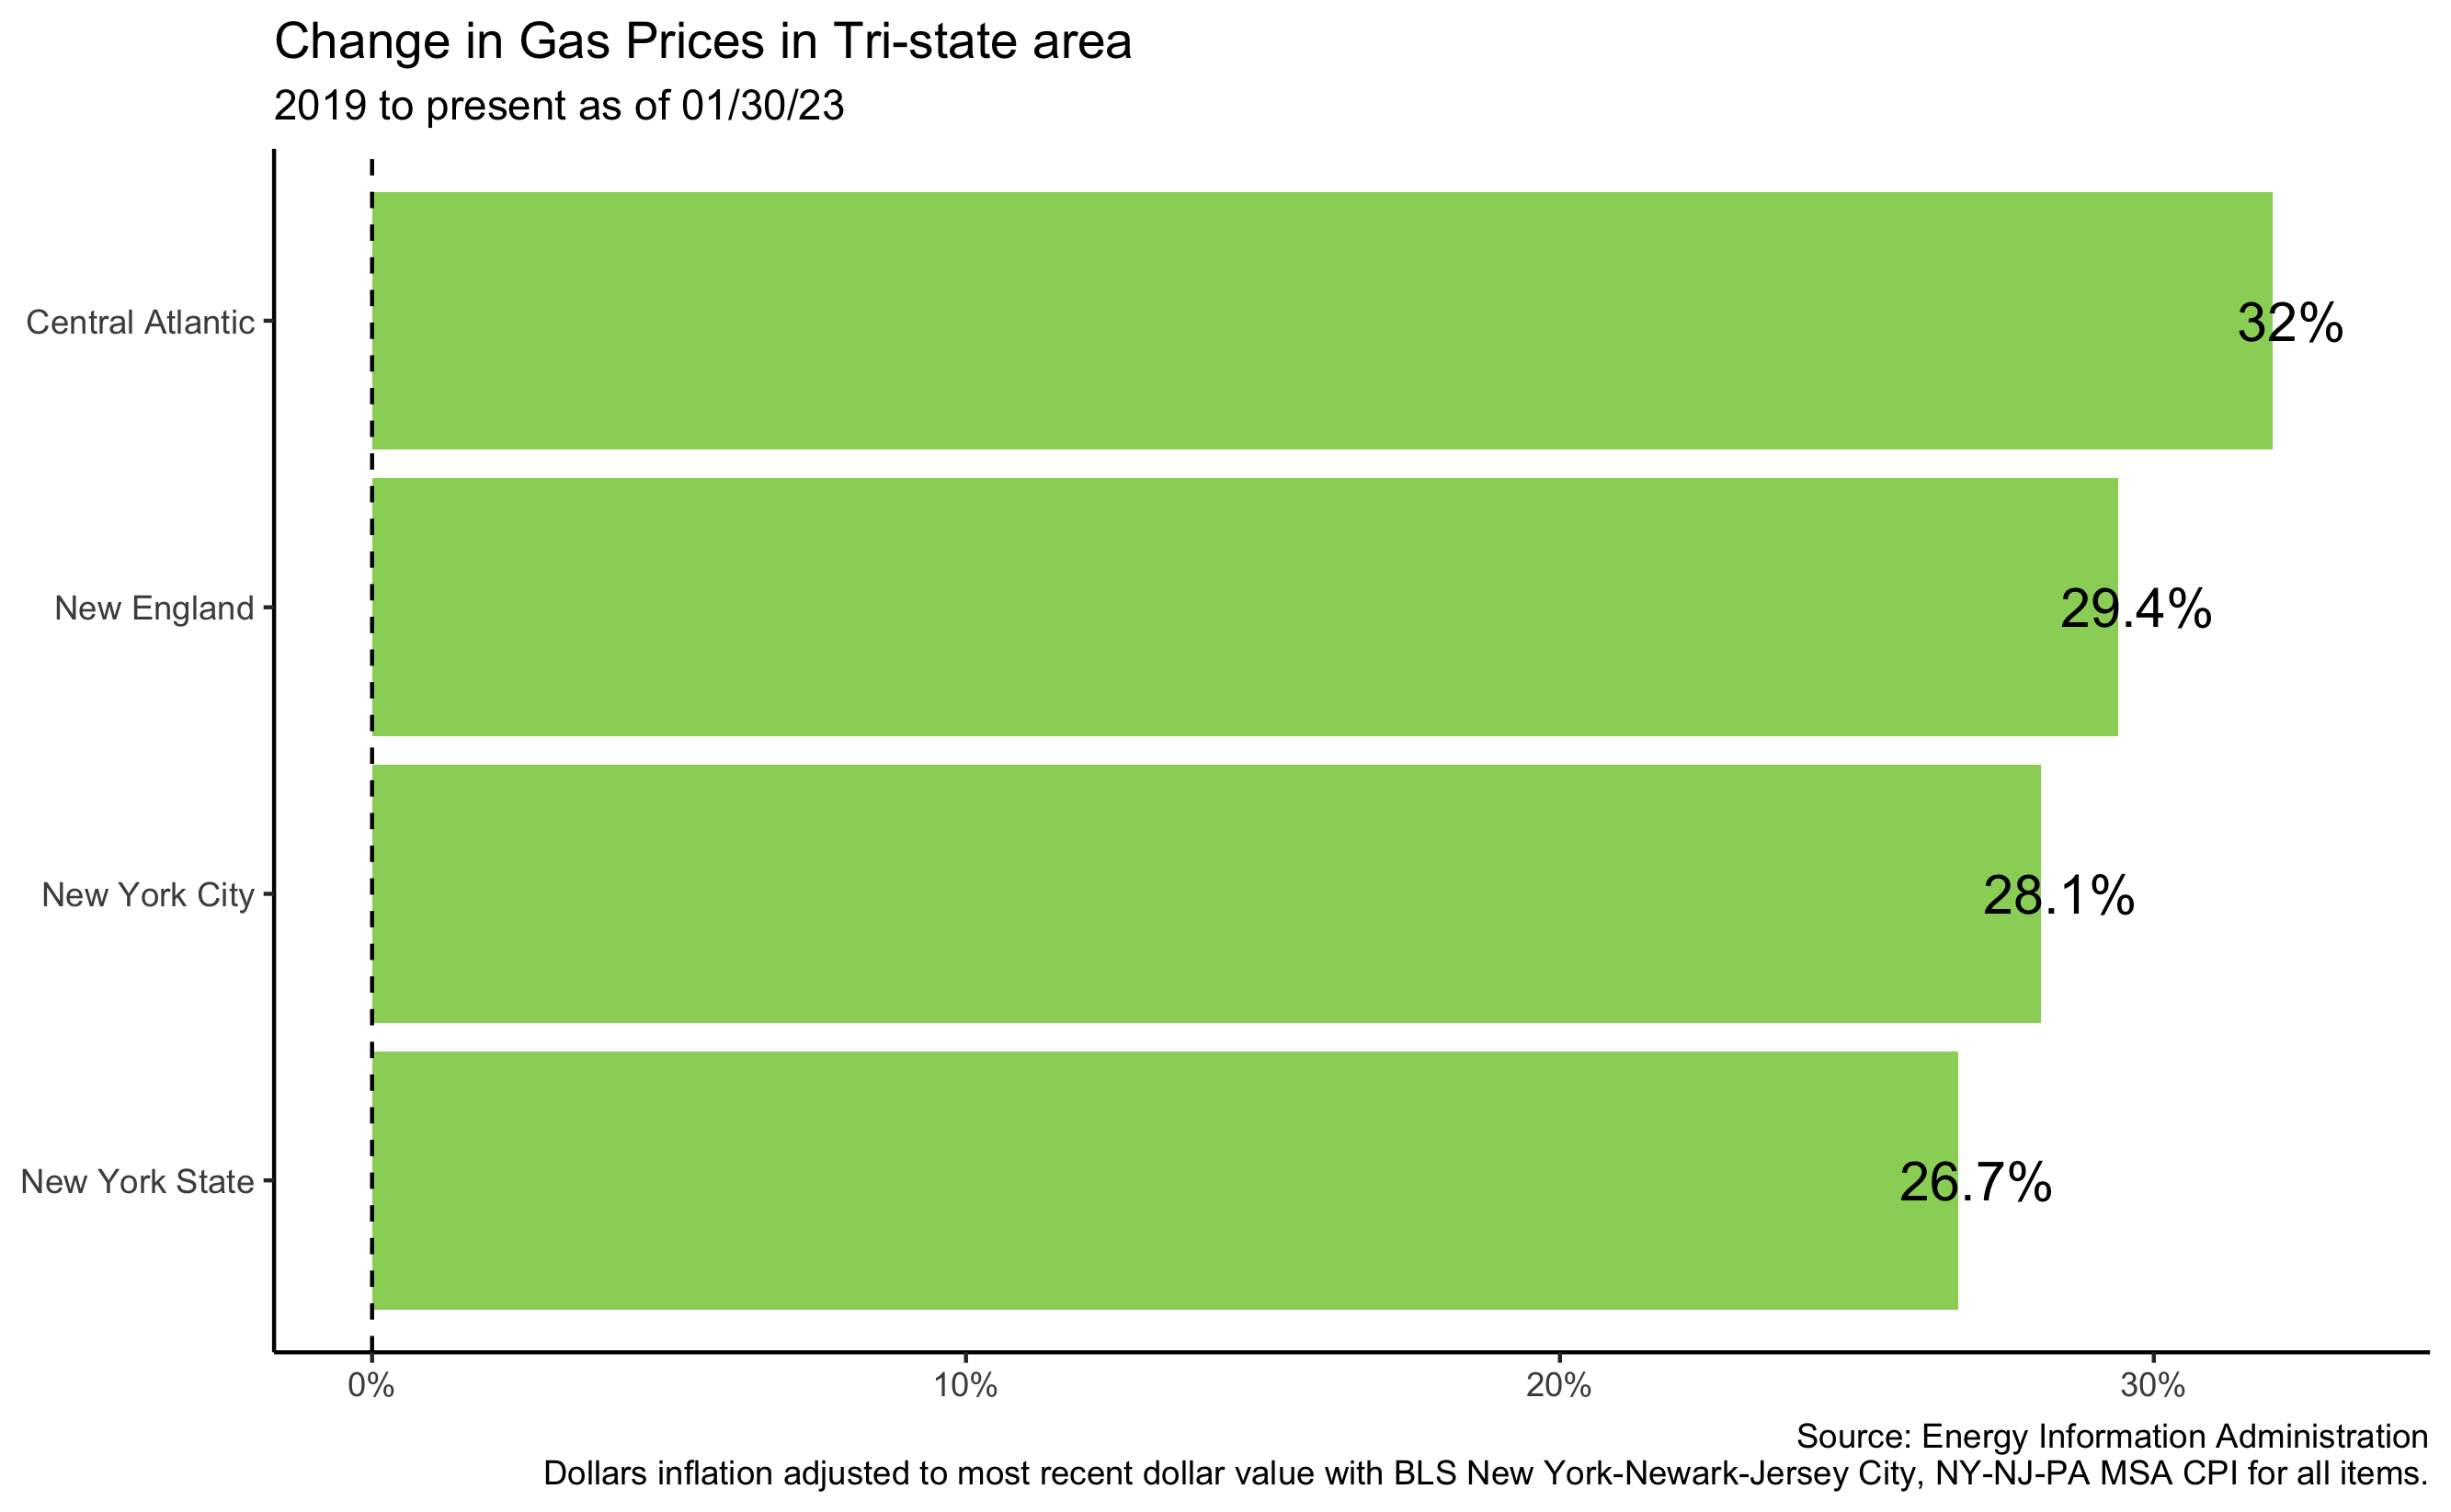 Change in Gas Prices in Tri-state area
2019 to present as of 01/30/23
Central Atlantic
32%
New England
29.4%
New York City
28.1%
New York State
26.7%
0%
10%
20%
30%
Source: Energy Information Administration
Dollars inflation adjusted to most recent dollar value with BLS New York-Newark-Jersey City, NY-NJ-PA MSA CPI for all items.